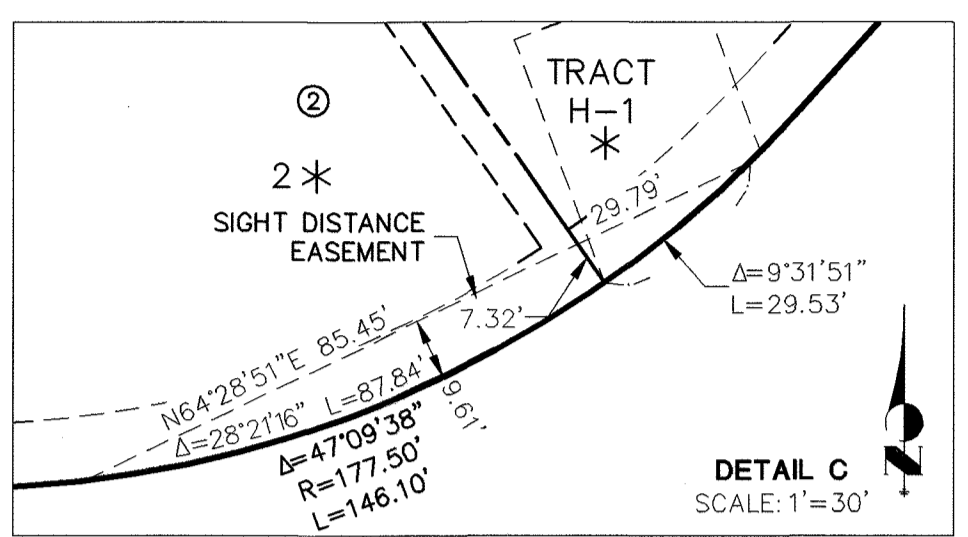 TRACT
H-1
②
2
SIGHT DISTANCE
EASEMENT
29.79'
7.32'
Δ=9°31'51"
L=29.53'
N64°28'51"E 85.45'
Δ=28°21'16" L=87.84'
9.61'
Δ=47°09'38"
R=177.50'
L=146.10'
N
DETAIL C
SCALE: 1'=30'